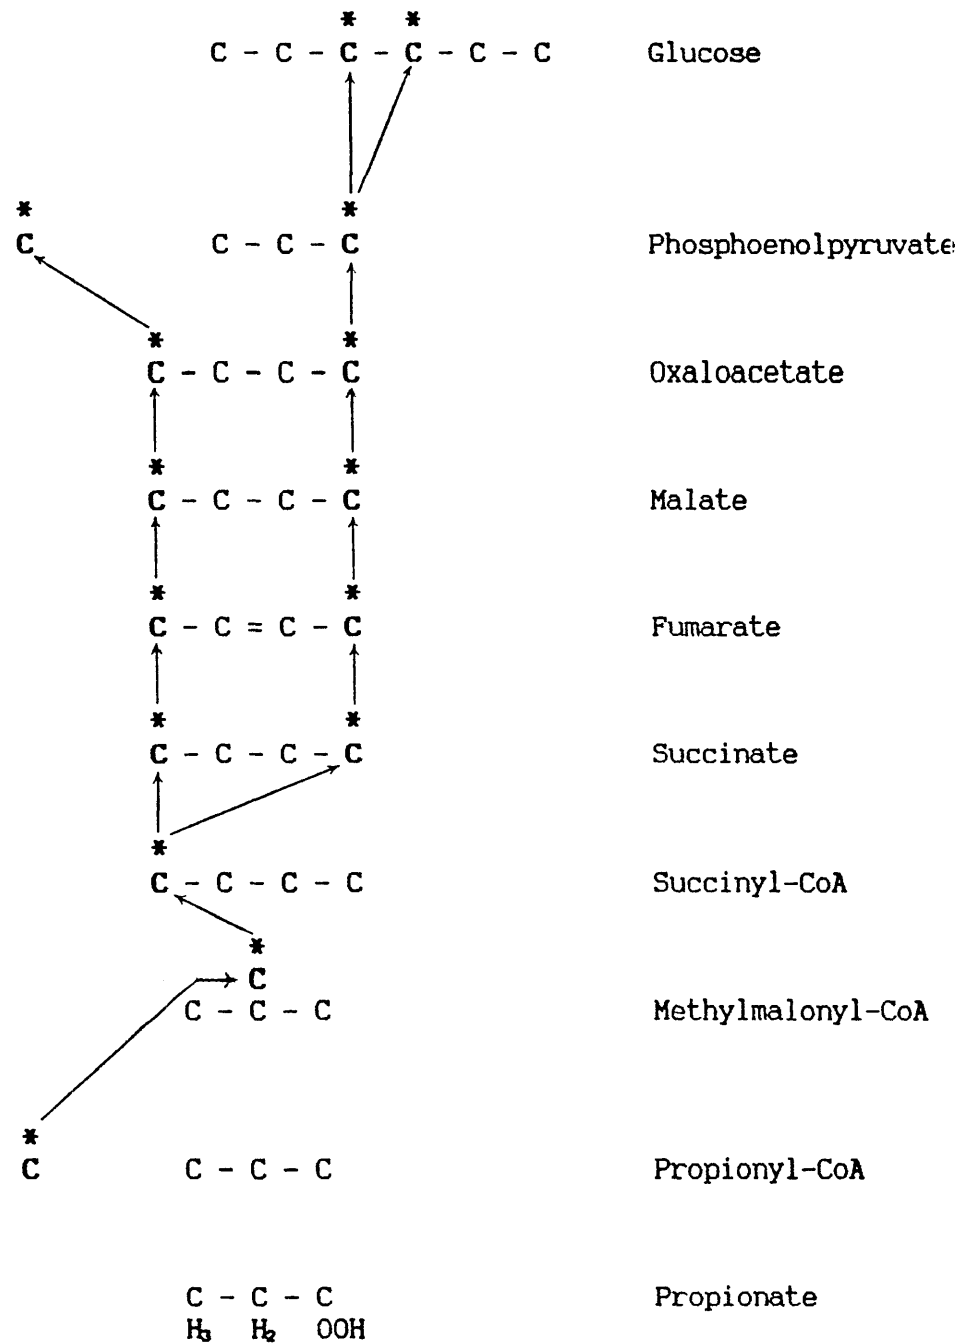 * *
C - C - C - C - C - C Glucose
* *
C C - C - C Phosphoenolpyruvate
* *
C - C - C - C Oxaloacetate
* *
C - C - C - C Malate
* *
C - C = C - C Fumarate
* *
C - C - C - C Succinate
*
C - C - C - C Succinyl-CoA
*
C
C - C - C Methylmalonyl-CoA
*
C C - C - C Propionyl-CoA
C - C - C Propionate
H₃ H₂ OOH